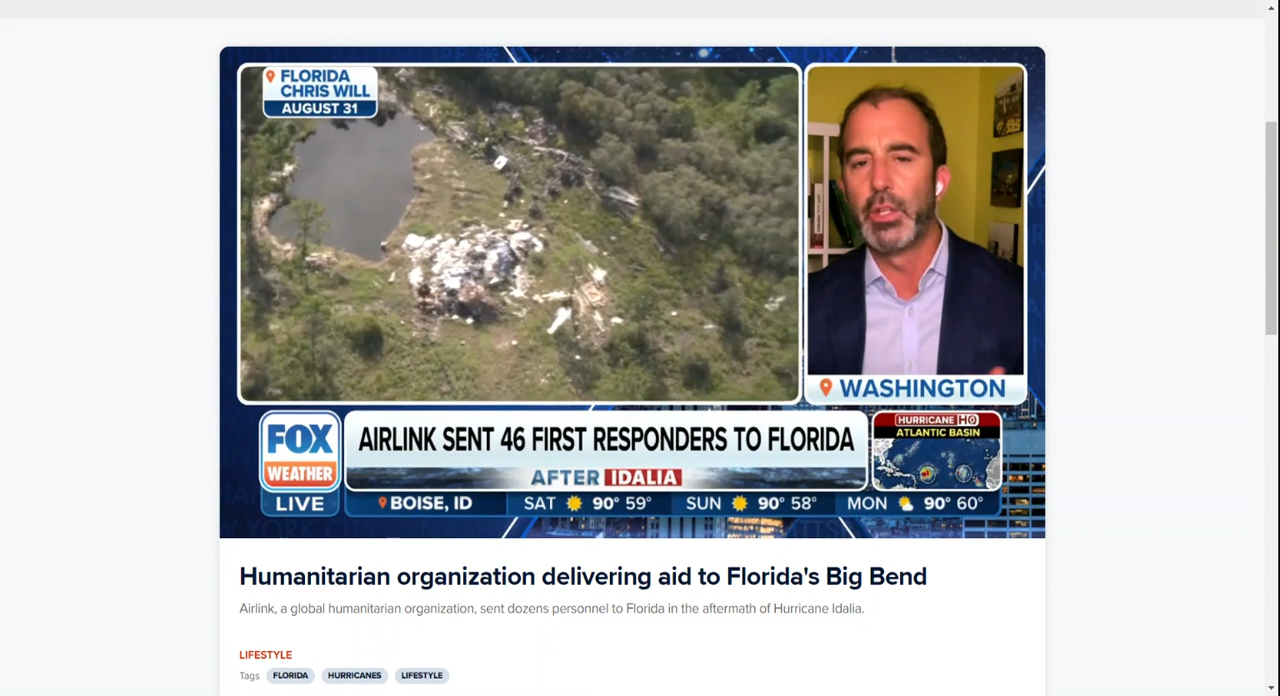 FLORIDA
CHRIS WILL
AUGUST 31
WASHINGTON
FOX
WEATHER
LIVE
AIRLINK SENT 46 FIRST RESPONDERS TO FLORIDA
AFTER IDALIA
HURRICANE HQ
ATLANTIC BASIN
BOISE, ID SAT 90° 59° SUN 90° 58° MON 90° 60°
Humanitarian organization delivering aid to Florida's Big Bend
Airlink, a global humanitarian organization, sent dozens personnel to Florida in the aftermath of Hurricane Idalia.
LIFESTYLE
Tags FLORIDA HURRICANES LIFESTYLE